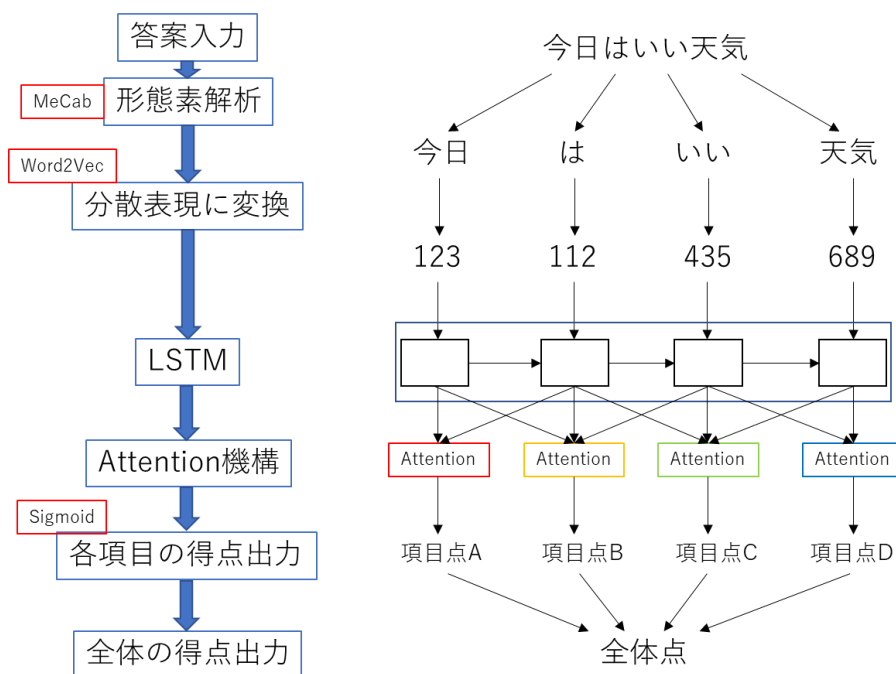 答案入力
MeCab
形態素解析
Word2Vec
分散表現に変換
LSTM
Attention機構
Sigmoid
各項目の得点出力
全体の得点出力
今日はいい天気
今日 は いい 天気
123 112 435 689
Attention Attention Attention Attention
項目点A 項目点B 項目点C 項目点D
全体点